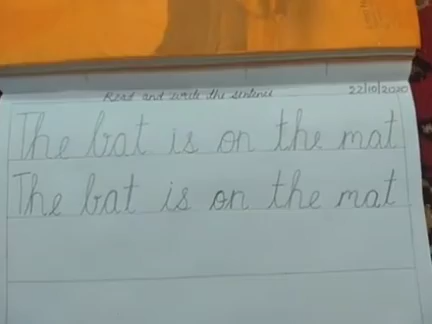 Read and write the sentence 22/10/2020
The bat is on the mat
The bat is on the mat